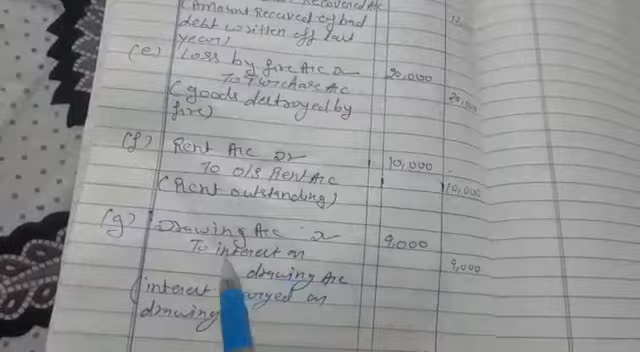 Recovered A/c
(Amount Received of bad
debt written off last
year)
(e) Loss by fire A/c Dr 20,000
To Purchase A/c 20,000
(goods destroyed by
fire)
(f) Rent A/c Dr 10,000
To O/S Rent A/c 10,000
(Rent outstanding)
(g) Drawing A/c Dr 9,000
To interest on 9,000
drawing A/c
(interest on
drawing